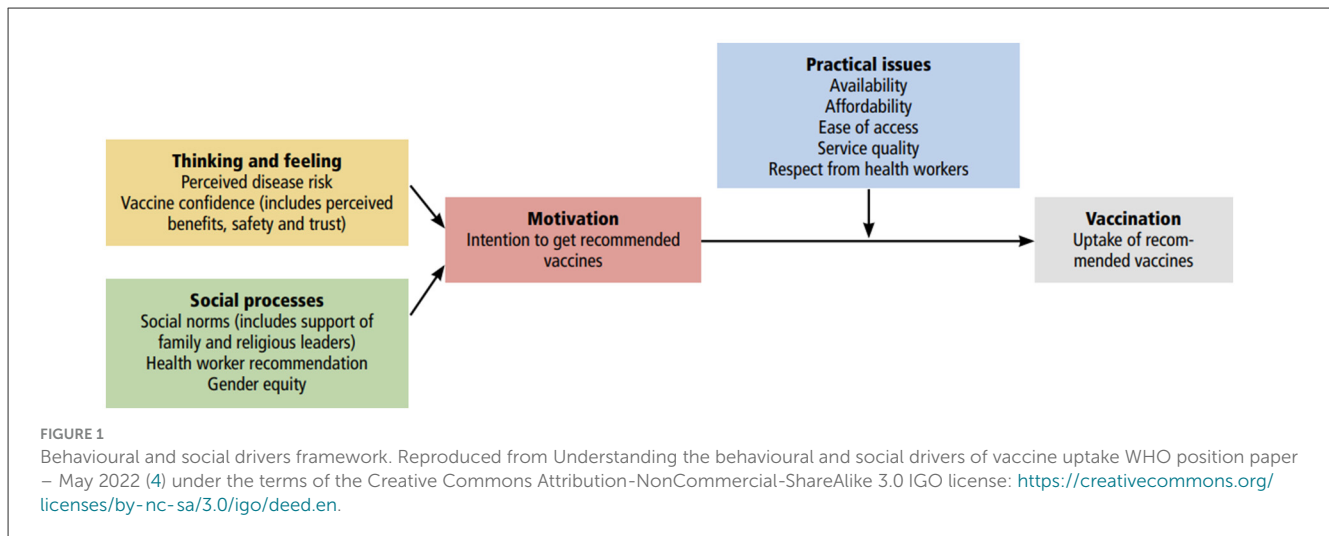 Practical issues
Availability
Affordability
Ease of access
Service quality
Respect from health workers
Thinking and feeling
Perceived disease risk
Vaccine confidence (includes perceived
benefits, safety and trust)
Motivation
Intention to get recommended
vaccines
Vaccination
Uptake of recom-
mended vaccines
Social processes
Social norms (includes support of
family and religious leaders)
Health worker recommendation
Gender equity
FIGURE 1
Behavioural and social drivers framework. Reproduced from Understanding the behavioural and social drivers of vaccine uptake WHO position paper
– May 2022 (4) under the terms of the Creative Commons Attribution-NonCommercial-ShareAlike 3.0 IGO license: https://creativecommons.org/
licenses/by-nc-sa/3.0/igo/deed.en.